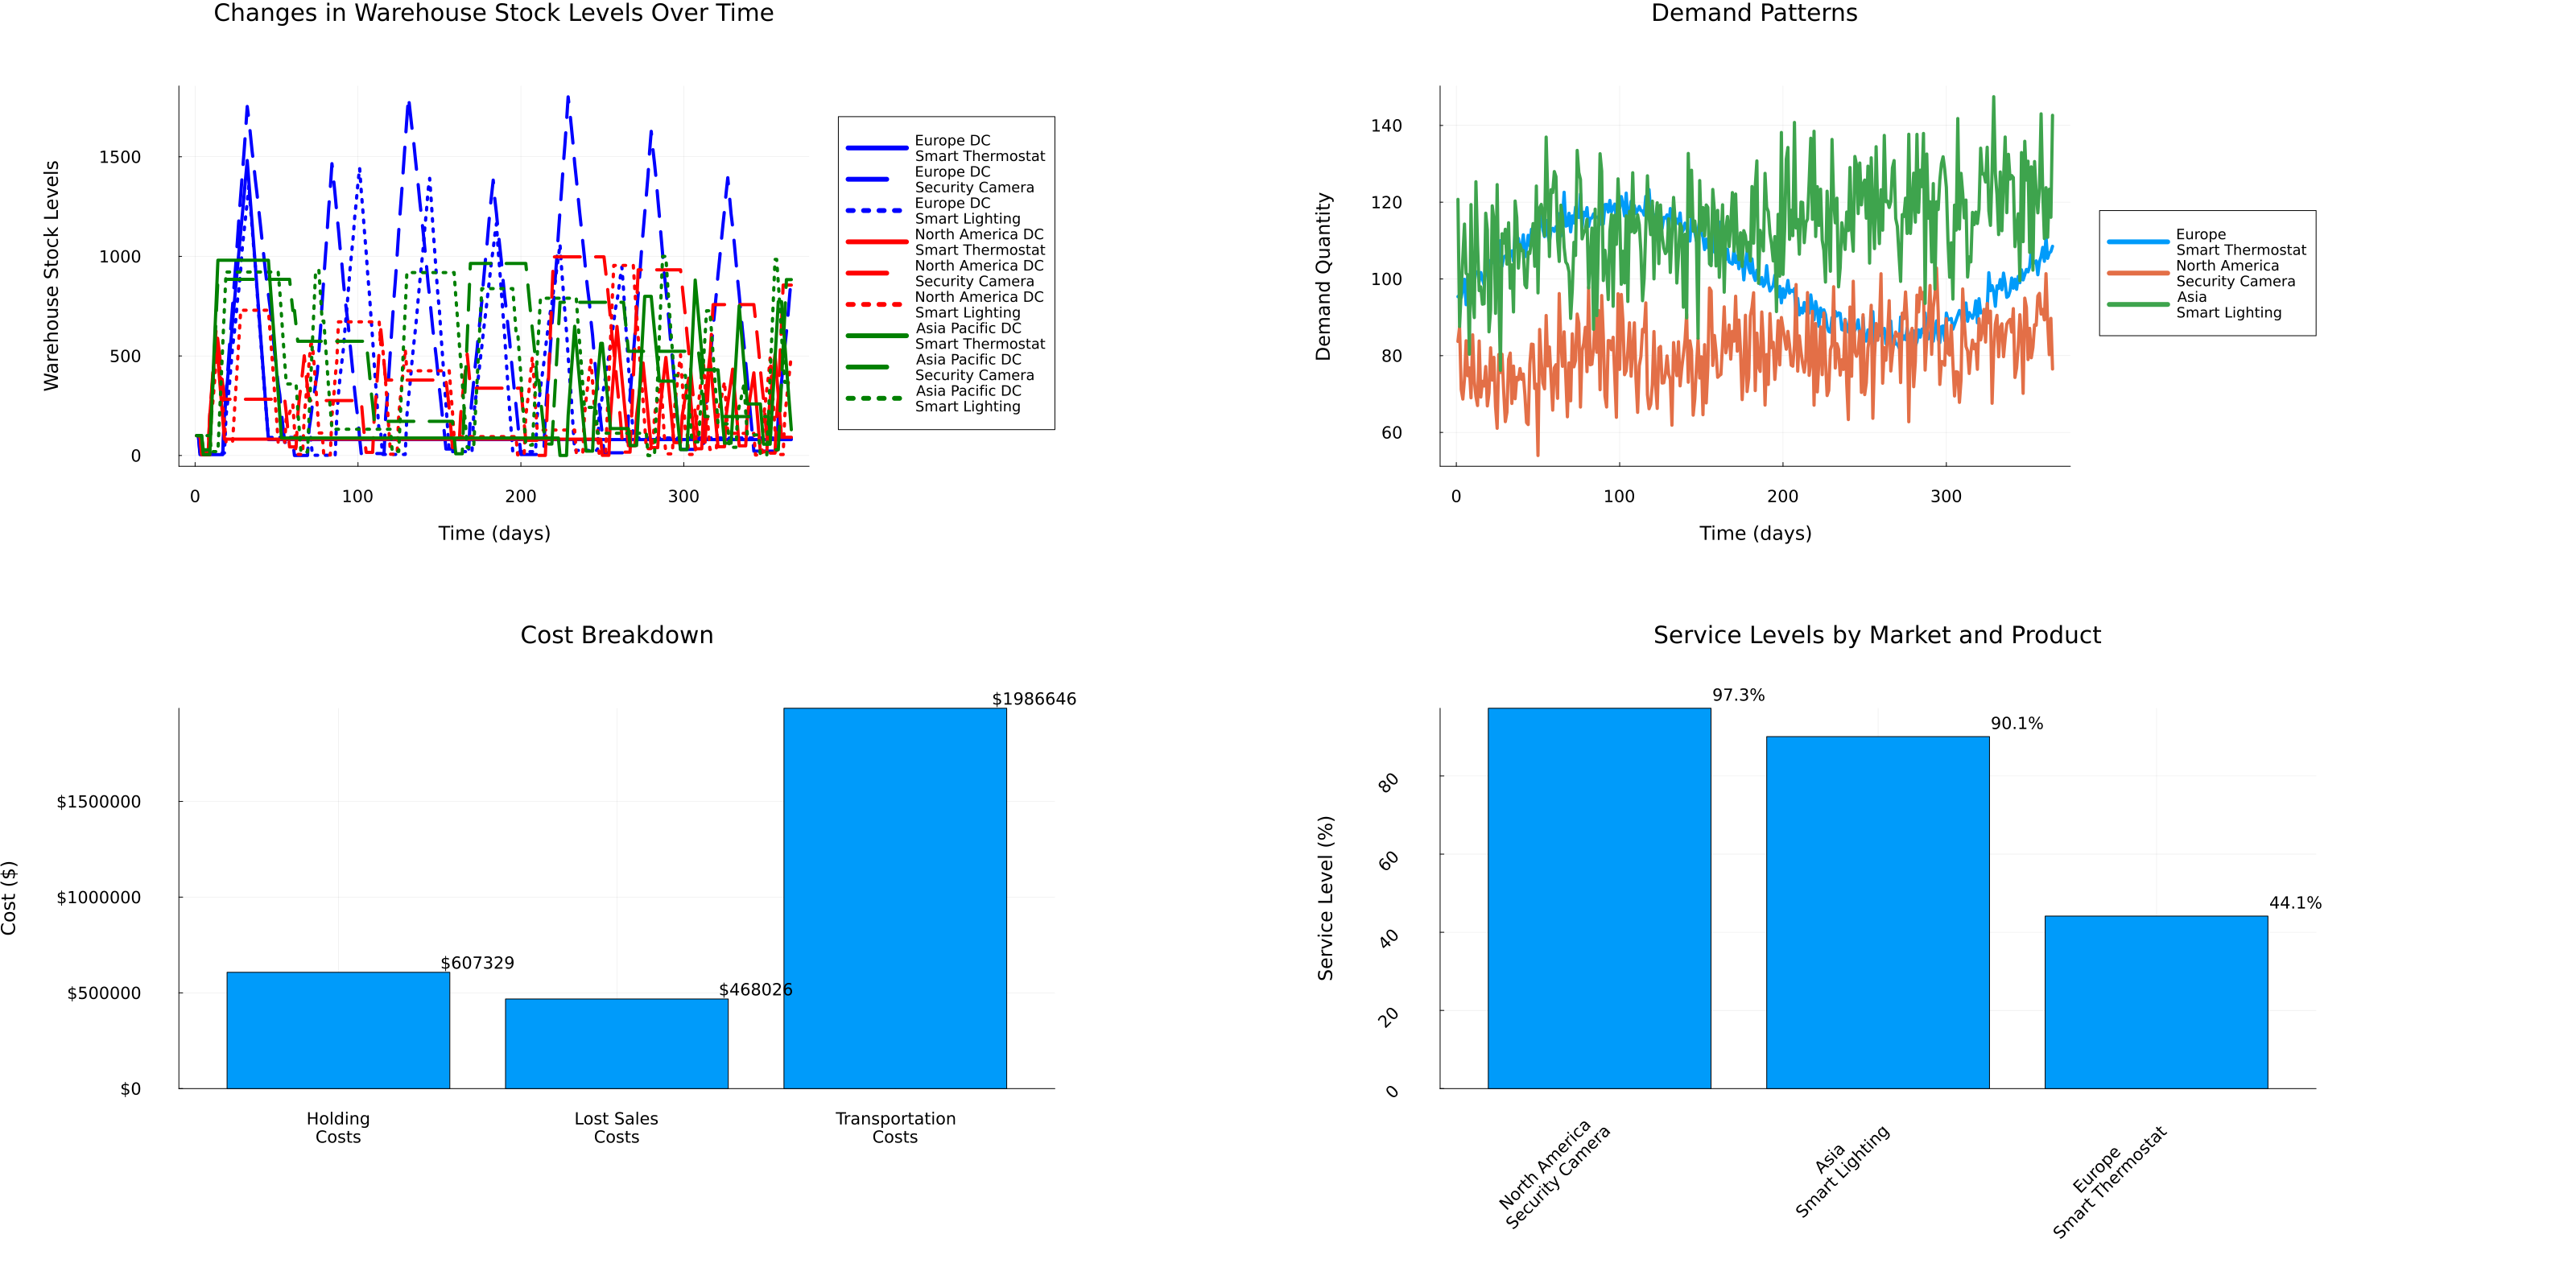 Changes in Warehouse Stock Levels Over Time
Warehouse Stock Levels
1500
1000
500
0
0
100
200
300
Time (days)
Europe DC
Smart Thermostat
Europe DC
Security Camera
Europe DC
Smart Lighting
North America DC
Smart Thermostat
North America DC
Security Camera
North America DC
Smart Lighting
Asia Pacific DC
Smart Thermostat
Asia Pacific DC
Security Camera
Asia Pacific DC
Smart Lighting
Demand Patterns
Demand Quantity
140
120
100
80
60
0
100
200
300
Time (days)
Europe
Smart Thermostat
North America
Security Camera
Asia
Smart Lighting
Cost Breakdown
Cost ($)
$1500000
$1000000
$500000
$0
$607329
$468026
$1986646
Holding
Costs
Lost Sales
Costs
Transportation
Costs
Service Levels by Market and Product
Service Level (%)
80
60
40
20
0
97.3%
90.1%
44.1%
North America
Security Camera
Asia
Smart Lighting
Europe
Smart Thermostat